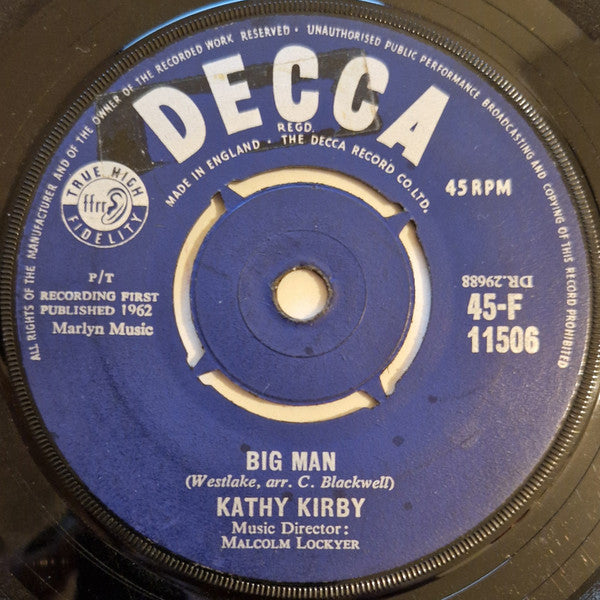 ALL RIGHTS OF THE MANUFACTURER AND OF THE OWNER OF THE RECORDED WORK RESERVED • UNAUTHORISED PUBLIC PERFORMANCE BROADCASTING AND COPYING OF THIS RECORD PROHIBITED
DECCA
REGD.
MADE IN ENGLAND • THE DECCA RECORD CO. LTD.
TRUE HIGH
ffrr
FIDELITY
45 RPM
P/T
RECORDING FIRST
PUBLISHED 1962
Marlyn Music
DR.29688
45-F
11506
BIG MAN
(Westlake, arr. C. Blackwell)
KATHY KIRBY
Music Director:
MALCOLM LOCKYER